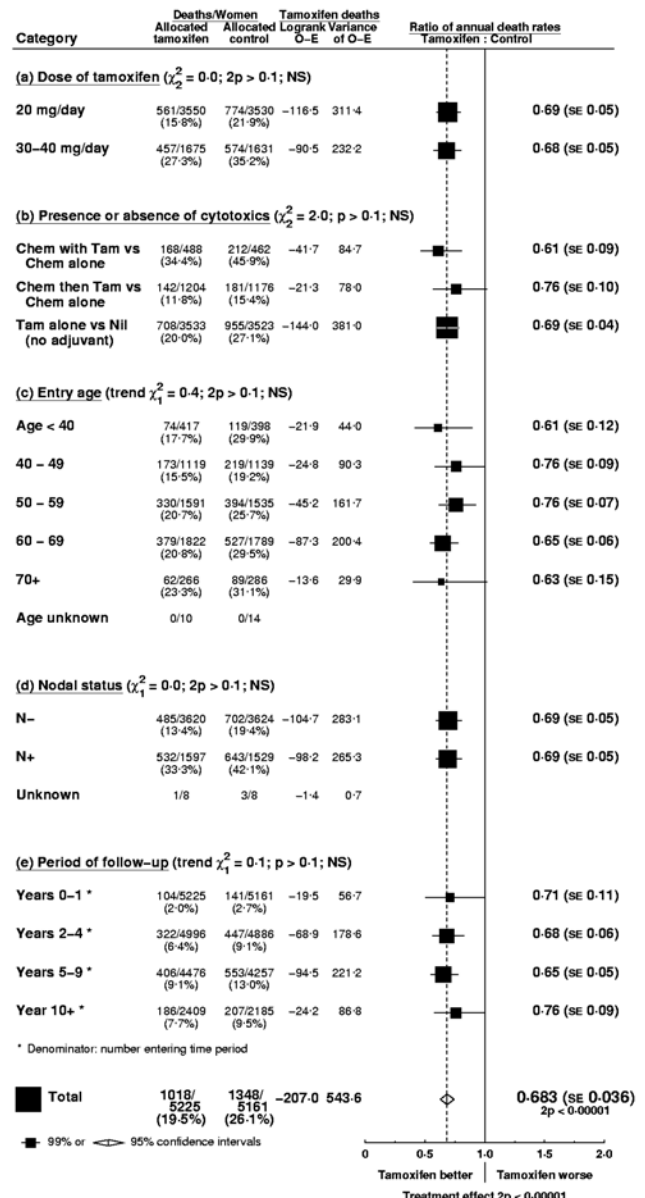 Deaths/Women Tamoxifen deaths
Allocated Allocated Logrank Variance Ratio of annual death rates
Category tamoxifen control O–E of O–E Tamoxifen : Control
(a) Dose of tamoxifen (χ²₂ = 0·0; 2p > 0·1; NS)
20 mg/day 561/3550 774/3530 −116·5 311·4 0·69 (SE 0·05)
(15·8%) (21·9%)
30–40 mg/day 457/1675 574/1631 −90·5 232·2 0·68 (SE 0·05)
(27·3%) (35·2%)
(b) Presence or absence of cytotoxics (χ²₂ = 2·0; p > 0·1; NS)
Chem with Tam vs 168/488 212/462 −41·7 84·7 0·61 (SE 0·09)
Chem alone (34·4%) (45·9%)
Chem then Tam vs 142/1204 181/1176 −21·3 78·0 0·76 (SE 0·10)
Chem alone (11·8%) (15·4%)
Tam alone vs Nil 708/3533 955/3523 −144·0 381·0 0·69 (SE 0·04)
(no adjuvant) (20·0%) (27·1%)
(c) Entry age (trend χ²₁ = 0·4; 2p > 0·1; NS)
Age < 40 74/417 119/398 −21·9 44·0 0·61 (SE 0·12)
(17·7%) (29·9%)
40 – 49 173/1119 219/1139 −24·8 90·3 0·76 (SE 0·09)
(15·5%) (19·2%)
50 – 59 330/1591 394/1535 −45·2 161·7 0·76 (SE 0·07)
(20·7%) (25·7%)
60 – 69 379/1822 527/1789 −87·3 200·4 0·65 (SE 0·06)
(20·8%) (29·5%)
70+ 62/266 89/286 −13·6 29·9 0·63 (SE 0·15)
(23·3%) (31·1%)
Age unknown 0/10 0/14
(d) Nodal status (χ²₁ = 0·0; 2p > 0·1; NS)
N– 485/3620 702/3624 −104·7 283·1 0·69 (SE 0·05)
(13·4%) (19·4%)
N+ 532/1597 643/1529 −98·2 265·3 0·69 (SE 0·05)
(33·3%) (42·1%)
Unknown 1/8 3/8 −1·4 0·7
(e) Period of follow–up (trend χ²₁ = 0·1; p > 0·1; NS)
Years 0–1 * 104/5225 141/5161 −19·5 56·7 0·71 (SE 0·11)
(2·0%) (2·7%)
Years 2–4 * 322/4996 447/4886 −68·9 178·6 0·68 (SE 0·06)
(6·4%) (9·1%)
Years 5–9 * 406/4476 553/4257 −94·5 221·2 0·65 (SE 0·05)
(9·1%) (13·0%)
Year 10+ * 186/2409 207/2185 −24·2 86·8 0·76 (SE 0·09)
(7·7%) (9·5%)
* Denominator: number entering time period
Total 1018/ 1348/ −207·0 543·6 0·683 (SE 0·036)
5225 5161 2p < 0·00001
(19·5%) (26·1%)
99% or 95% confidence intervals
0 0·5 1·0 1·5 2·0
Tamoxifen better Tamoxifen worse
Treatment effect 2p < 0·00001